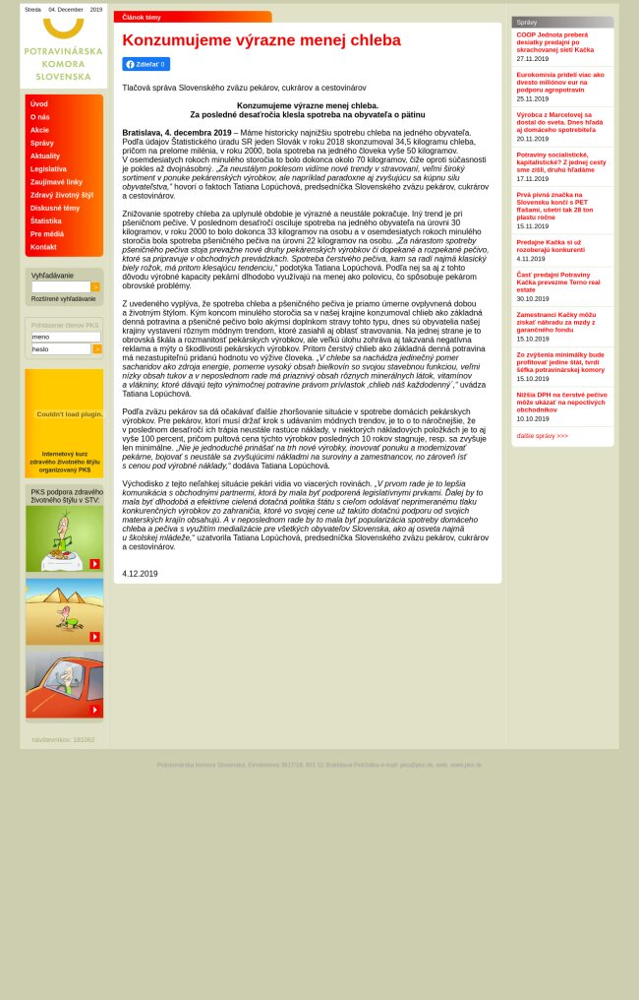 Streda 04. December 2019
POTRAVINÁRSKA
KOMORA
SLOVENSKA
Úvod
O nás
Akcie
Správy
Aktuality
Legislatíva
Zaujímavé linky
Zdravý životný štýl
Diskusné témy
Štatistika
Pre médiá
Kontakt
Vyhľadávanie
Rozšírené vyhľadávanie
Prihlásenie členov PKS
meno
heslo
Couldn't load plugin.
Internetový kurz
zdravého životného štýlu
organizovaný PKS
PKS podpora zdravého
životného štýlu v STV:
návštevníkov: 181062
Článok témy
Konzumujeme výrazne menej chleba
Zdieľať 0
Tlačová správa Slovenského zväzu pekárov, cukrárov a cestovinárov
Konzumujeme výrazne menej chleba.
Za posledné desaťročia klesla spotreba na obyvateľa o pätinu
Bratislava, 4. decembra 2019 – Máme historicky najnižšiu spotrebu chleba na jedného obyvateľa.
Podľa údajov Štatistického úradu SR jeden Slovák v roku 2018 skonzumoval 34,5 kilogramu chleba,
pričom na prelome milénia, v roku 2000, bola spotreba na jedného človeka vyše 50 kilogramov.
V osemdesiatych rokoch minulého storočia to bolo dokonca okolo 70 kilogramov, čiže oproti súčasnosti
je pokles až dvojnásobný. „Za neustálym poklesom vidíme nové trendy v stravovaní, veľmi široký
sortiment v ponuke pekárenských výrobkov, ale napríklad paradoxne aj zvyšujúcu sa kúpnu silu
obyvateľstva,“ hovorí o faktoch Tatiana Lopúchová, predsedníčka Slovenského zväzu pekárov, cukrárov
a cestovinárov.
Znižovanie spotreby chleba za uplynulé obdobie je výrazné a neustále pokračuje. Iný trend je pri
pšeničnom pečive. V poslednom desaťročí osciluje spotreba na jedného obyvateľa na úrovni 30
kilogramov, v roku 2000 to bolo dokonca 33 kilogramov na osobu a v osemdesiatych rokoch minulého
storočia bola spotreba pšeničného pečiva na úrovni 22 kilogramov na osobu. „Za nárastom spotreby
pšeničného pečiva stoja prevažne nové druhy pekárenských výrobkov či dopekané a rozpekané pečivo,
ktoré sa pripravuje v obchodných prevádzkach. Spotreba čerstvého pečiva, kam sa radí najmä klasický
biely rožok, má pritom klesajúcu tendenciu,“ podotýka Tatiana Lopúchová. Podľa nej sa aj z tohto
dôvodu výrobné kapacity pekární dlhodobo využívajú na menej ako polovicu, čo spôsobuje pekárom
obrovské problémy.
Z uvedeného vyplýva, že spotreba chleba a pšeničného pečiva je priamo úmerne ovplyvnená dobou
a životným štýlom. Kým koncom minulého storočia sa v našej krajine konzumoval chlieb ako základná
denná potravina a pšeničné pečivo bolo akýmsi doplnkom stravy tohto typu, dnes sú obyvatelia našej
krajiny vystavení rôznym módnym trendom, ktoré zasiahli aj oblasť stravovania. Na jednej strane je to
obrovská škála a rozmanitosť pekárskych výrobkov, ale veľkú úlohu zohráva aj takzvaná negatívna
reklama a mýty o škodlivosti pekárskych výrobkov. Pritom čerstvý chlieb ako základná denná potravina
má nezastupiteľnú pridanú hodnotu vo výžive človeka. „V chlebe sa nachádza jedinečný pomer
sacharidov ako zdroja energie, pomerne vysoký obsah bielkovín so svojou stavebnou funkciou, veľmi
nízky obsah tukov a v neposlednom rade má priaznivý obsah rôznych minerálnych látok, vitamínov
a vlákniny, ktoré dávajú tejto výnimočnej potravine právom prívlastok ‚chlieb náš každodenný´,“ uvádza
Tatiana Lopúchová.
Podľa zväzu pekárov sa dá očakávať ďalšie zhoršovanie situácie v spotrebe domácich pekárskych
výrobkov. Pre pekárov, ktorí musí držať krok s udávaním módnych trendov, je to o to náročnejšie, že
v poslednom desaťročí ich trápia neustále rastúce náklady, v niektorých nákladových položkách je to aj
vyše 100 percent, pričom pultová cena týchto výrobkov posledných 10 rokov stagnuje, resp. sa zvyšuje
len minimálne. „Nie je jednoduché prinášať na trh nové výrobky, inovovať ponuku a modernizovať
pekárne, bojovať s neustále sa zvyšujúcimi nákladmi na suroviny a zamestnancov, no zároveň ísť
s cenou pod výrobné náklady,“ dodáva Tatiana Lopúchová.
Východisko z tejto neľahkej situácie pekári vidia vo viacerých rovinách. „V prvom rade je to lepšia
komunikácia s obchodnými partnermi, ktorá by mala byť podporená legislatívnymi prvkami. Ďalej by to
mala byť dlhodobá a efektívne cielená dotačná politika štátu s cieľom odolávať neprimeranému tlaku
konkurenčných výrobkov zo zahraničia, ktoré vo svojej cene už takúto dotačnú podporu od svojich
materských krajín obsahujú. A v neposlednom rade by to mala byť popularizácia spotreby domáceho
chleba a pečiva s využitím medializácie pre všetkých obyvateľov Slovenska, ako aj osveta najmä
u školskej mládeže,“ uzatvorila Tatiana Lopúchová, predsedníčka Slovenského zväzu pekárov, cukrárov
a cestovinárov.
4.12.2019
Správy
COOP Jednota preberá
desiatky predajní po
skrachovanej sieti Kačka
27.11.2019
Eurokomisia pridelí viac ako
dvesto miliónov eur na
podporu agropotravín
25.11.2019
Výrobca z Marcelovej sa
dostal do sveta. Dnes hľadá
aj domáceho spotrebiteľa
20.11.2019
Potraviny socialistické,
kapitalistické? Z jednej cesty
sme zišli, druhú hľadáme
17.11.2019
Prvá pivná značka na
Slovensku končí s PET
fľašami, ušetrí tak 28 ton
plastu ročne
15.11.2019
Predajne Kačka si už
rozoberajú konkurenti
4.11.2019
Časť predajní Potraviny
Kačka prevezme Terno real
estate
30.10.2019
Zamestnanci Kačky môžu
získať náhradu za mzdy z
garančného fondu
15.10.2019
Zo zvýšenia minimálky bude
profitovať jedine štát, tvrdí
šéfka potravinárskej komory
15.10.2019
Nižšia DPH na čerstvé pečivo
môže ukázať na nepoctivých
obchodníkov
10.10.2019
ďalšie správy >>>
Potravinárska komora Slovenska, Einsteinova 3817/19, 851 01 Bratislava-Petržalka e-mail: pks@pks.sk, web: www.pks.sk